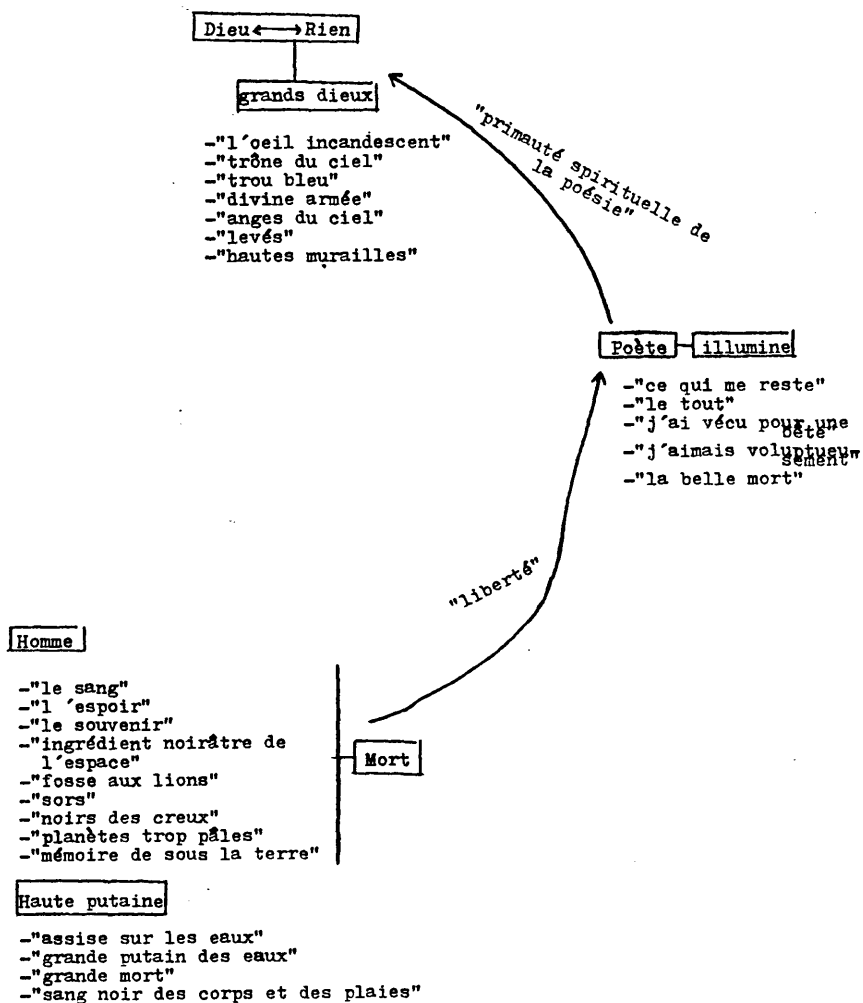 Dieu ⟷ Rien
grands dieux
-"l'oeil incandescent"
-"trône du ciel"
-"trou bleu"
-"divine armée"
-"anges du ciel"
-"levés"
-"hautes murailles"
"primauté spirituelle de
la poésie"
Poète illumine
-"ce qui me reste"
-"le tout"
-"j'ai vécu pour une
bête"
-"j'aimais voluptueu-
sement"
-"la belle mort"
"liberté"
Homme
-"le sang"
-"l 'espoir"
-"le souvenir"
-"ingrédient noirâtre de
l'espace"
-"fosse aux lions"
-"sors"
-"noirs des creux"
-"planètes trop pâles"
-"mémoire de sous la terre"
Mort
Haute putaine
-"assise sur les eaux"
-"grande putain des eaux"
-"grande mort"
-"sang noir des corps et des plaies"